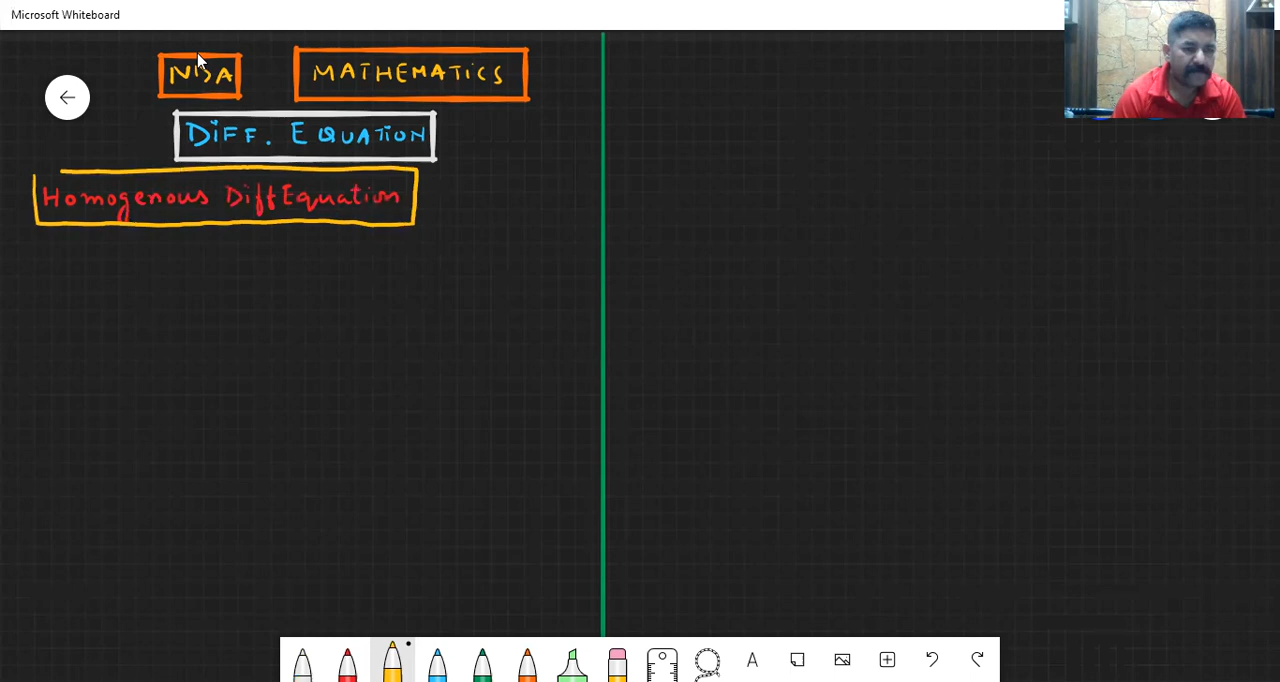 Microsoft Whiteboard
NDA MATHEMATICS
DIFF. EQUATION
Homogenous DiffEquation
A